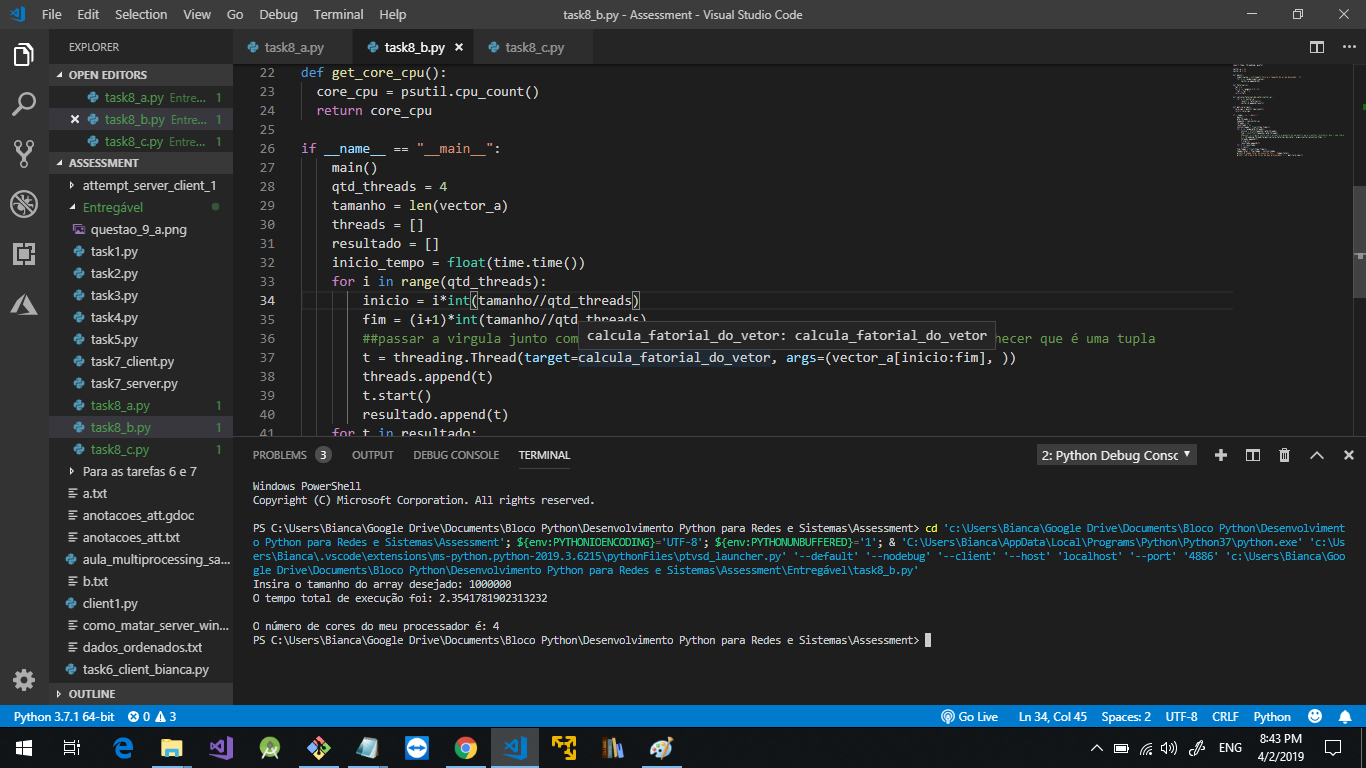 File Edit Selection View Go Debug Terminal Help
task8_b.py - Assessment - Visual Studio Code
EXPLORER
OPEN EDITORS
task8_a.py Entre... 1
task8_b.py Entre... 1
task8_c.py Entre... 1
ASSESSMENT
attempt_server_client_1
Entregável
questao_9_a.png
task1.py
task2.py
task3.py
task4.py
task5.py
task7_client.py
task7_server.py
task8_a.py 1
task8_b.py 1
task8_c.py 1
Para as tarefas 6 e 7
a.txt
anotacoes_att.gdoc
anotacoes_att.txt
aula_multiprocessing_sa...
b.txt
client1.py
como_matar_server_win...
dados_ordenados.txt
task6_client_bianca.py
OUTLINE
task8_a.py
task8_b.py
task8_c.py
22 def get_core_cpu():
23 core_cpu = psutil.cpu_count()
24 return core_cpu
25
26 if __name__ == "__main__":
27 main()
28 qtd_threads = 4
29 tamanho = len(vector_a)
30 threads = []
31 resultado = []
32 inicio_tempo = float(time.time())
33 for i in range(qtd_threads):
34 inicio = i*int(tamanho//qtd_threads)
35 fim = (i+1)*int(tamanho//qtd_threads)
calcula_fatorial_do_vetor: calcula_fatorial_do_vetor
36 ##passar a virgula junto com hecer que é uma tupla
37 t = threading.Thread(target=calcula_fatorial_do_vetor, args=(vector_a[inicio:fim], ))
38 threads.append(t)
39 t.start()
40 resultado.append(t)
41 for t in resultado:
PROBLEMS 3 OUTPUT DEBUG CONSOLE TERMINAL
2: Python Debug Consc
Windows PowerShell
Copyright (C) Microsoft Corporation. All rights reserved.
PS C:\Users\Bianca\Google Drive\Documents\Bloco Python\Desenvolvimento Python para Redes e Sistemas\Assessment> cd 'c:\Users\Bianca\Google Drive\Documents\Bloco Python\Desenvolviment
o Python para Redes e Sistemas\Assessment'; ${env:PYTHONIOENCODING}='UTF-8'; ${env:PYTHONUNBUFFERED}='1'; & 'C:\Users\Bianca\AppData\Local\Programs\Python\Python37\python.exe' 'c:\Us
ers\Bianca\.vscode\extensions\ms-python.python-2019.3.6215\pythonFiles\ptvsd_launcher.py' '--default' '--nodebug' '--client' '--host' 'localhost' '--port' '4886' 'c:\Users\Bianca\Goo
gle Drive\Documents\Bloco Python\Desenvolvimento Python para Redes e Sistemas\Assessment\Entregável\task8_b.py'
Insira o tamanho do array desejado: 1000000
O tempo total de execução foi: 2.3541781902313232
O número de cores do meu processador é: 4
PS C:\Users\Bianca\Google Drive\Documents\Bloco Python\Desenvolvimento Python para Redes e Sistemas\Assessment>
Python 3.7.1 64-bit 0 3
Go Live Ln 34, Col 45 Spaces: 2 UTF-8 CRLF Python
ENG
8:43 PM
4/2/2019